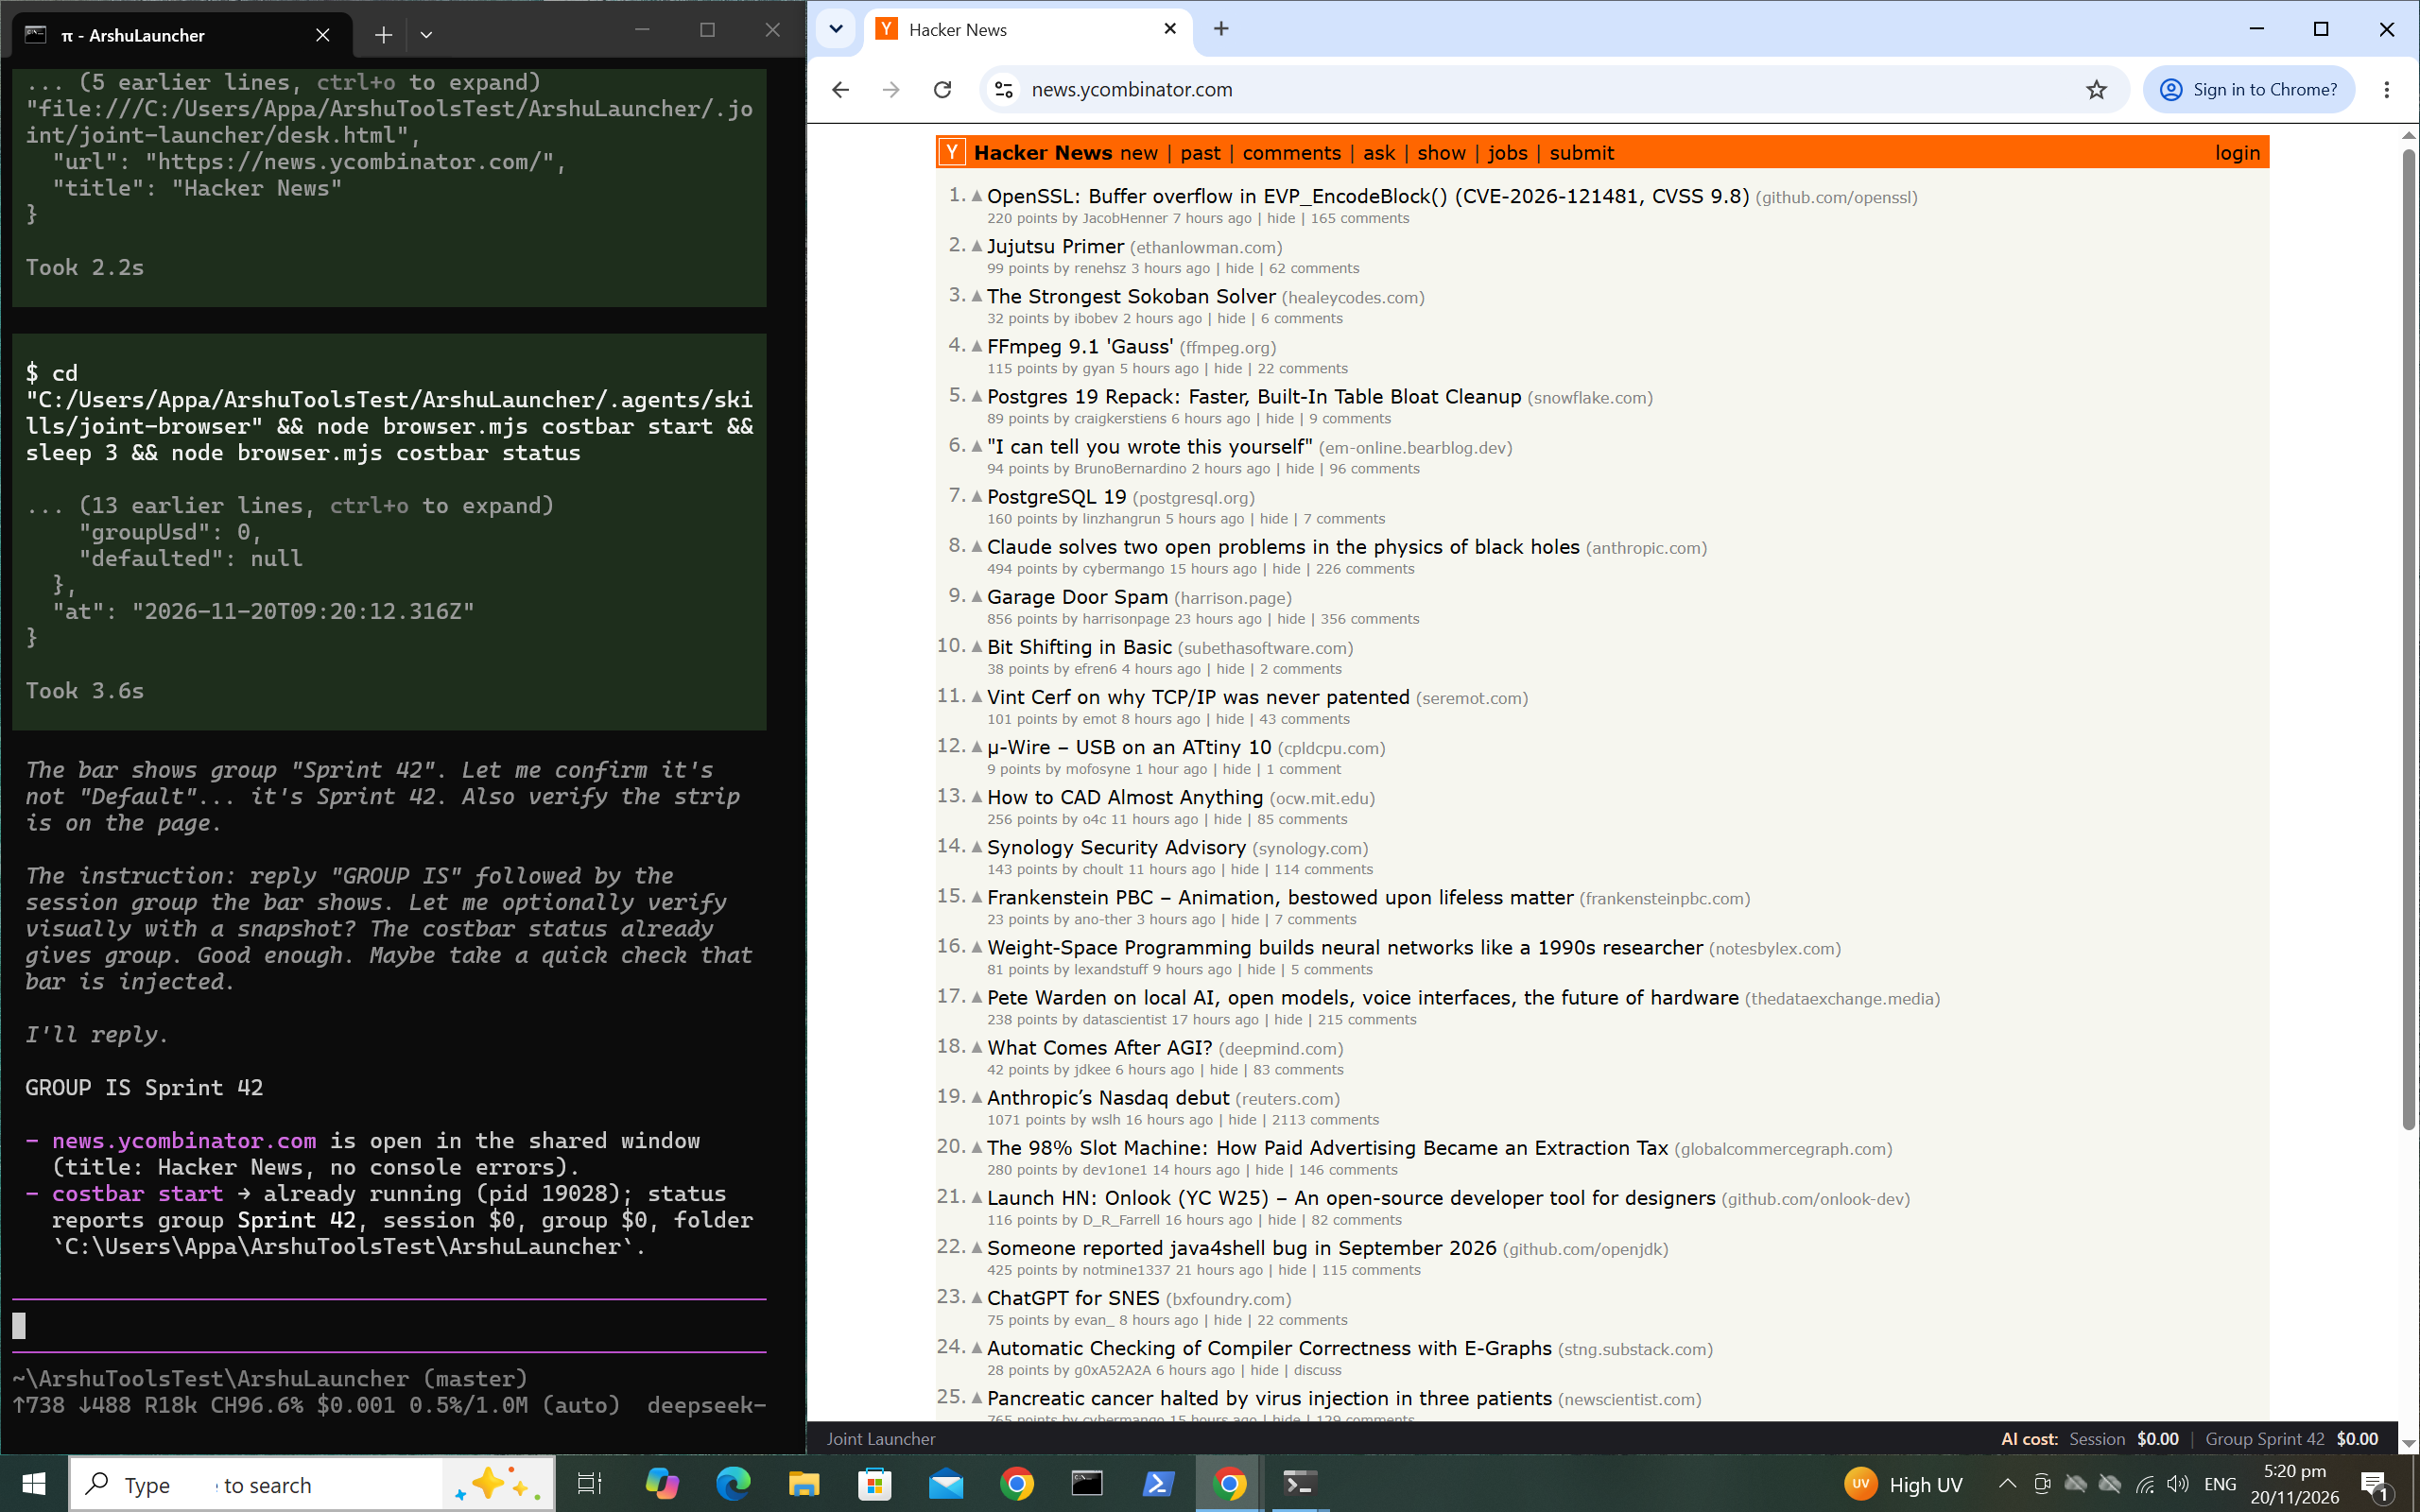 π - ArshuLauncher
... (5 earlier lines, ctrl+o to expand)
"file:///C:/Users/Appa/ArshuToolsTest/ArshuLauncher/.jo
int/joint-launcher/desk.html",
"url": "https://news.ycombinator.com/",
"title": "Hacker News"
}
Took 2.2s
$ cd
"C:/Users/Appa/ArshuToolsTest/ArshuLauncher/.agents/ski
lls/joint-browser" && node browser.mjs costbar start &&
sleep 3 && node browser.mjs costbar status
... (13 earlier lines, ctrl+o to expand)
"groupUsd": 0,
"defaulted": null
},
"at": "2026-11-20T09:20:12.316Z"
}
Took 3.6s
The bar shows group "Sprint 42". Let me confirm it's
not "Default"... it's Sprint 42. Also verify the strip
is on the page.
The instruction: reply "GROUP IS" followed by the
session group the bar shows. Let me optionally verify
visually with a snapshot? The costbar status already
gives group. Good enough. Maybe take a quick check that
bar is injected.
I'll reply.
GROUP IS Sprint 42
- news.ycombinator.com is open in the shared window
(title: Hacker News, no console errors).
- costbar start → already running (pid 19028); status
reports group Sprint 42, session $0, group $0, folder
`C:\Users\Appa\ArshuToolsTest\ArshuLauncher`.
~\ArshuToolsTest\ArshuLauncher (master)
↑738 ↓488 R18k CH96.6% $0.001 0.5%/1.0M (auto) deepseek-
Hacker News
news.ycombinator.com
Sign in to Chrome?
Y Hacker News new | past | comments | ask | show | jobs | submit login
1. OpenSSL: Buffer overflow in EVP_EncodeBlock() (CVE-2026-121481, CVSS 9.8) (github.com/openssl)
220 points by JacobHenner 7 hours ago | hide | 165 comments
2. Jujutsu Primer (ethanlowman.com)
99 points by renehsz 3 hours ago | hide | 62 comments
3. The Strongest Sokoban Solver (healeycodes.com)
32 points by ibobev 2 hours ago | hide | 6 comments
4. FFmpeg 9.1 'Gauss' (ffmpeg.org)
115 points by gyan 5 hours ago | hide | 22 comments
5. Postgres 19 Repack: Faster, Built-In Table Bloat Cleanup (snowflake.com)
89 points by craigkerstiens 6 hours ago | hide | 9 comments
6. "I can tell you wrote this yourself" (em-online.bearblog.dev)
94 points by BrunoBernardino 2 hours ago | hide | 96 comments
7. PostgreSQL 19 (postgresql.org)
160 points by linzhangrun 5 hours ago | hide | 7 comments
8. Claude solves two open problems in the physics of black holes (anthropic.com)
494 points by cybermango 15 hours ago | hide | 226 comments
9. Garage Door Spam (harrison.page)
856 points by harrisonpage 23 hours ago | hide | 356 comments
10. Bit Shifting in Basic (subethasoftware.com)
38 points by efren6 4 hours ago | hide | 2 comments
11. Vint Cerf on why TCP/IP was never patented (seremot.com)
101 points by emot 8 hours ago | hide | 43 comments
12. μ-Wire – USB on an ATtiny 10 (cpldcpu.com)
9 points by mofosyne 1 hour ago | hide | 1 comment
13. How to CAD Almost Anything (ocw.mit.edu)
256 points by o4c 11 hours ago | hide | 85 comments
14. Synology Security Advisory (synology.com)
143 points by choult 11 hours ago | hide | 114 comments
15. Frankenstein PBC – Animation, bestowed upon lifeless matter (frankensteinpbc.com)
23 points by ano-ther 3 hours ago | hide | 7 comments
16. Weight-Space Programming builds neural networks like a 1990s researcher (notesbylex.com)
81 points by lexandstuff 9 hours ago | hide | 5 comments
17. Pete Warden on local AI, open models, voice interfaces, the future of hardware (thedataexchange.media)
238 points by datascientist 17 hours ago | hide | 215 comments
18. What Comes After AGI? (deepmind.com)
42 points by jdkee 6 hours ago | hide | 83 comments
19. Anthropic’s Nasdaq debut (reuters.com)
1071 points by wslh 16 hours ago | hide | 2113 comments
20. The 98% Slot Machine: How Paid Advertising Became an Extraction Tax (globalcommercegraph.com)
280 points by dev1one1 14 hours ago | hide | 146 comments
21. Launch HN: Onlook (YC W25) – An open-source developer tool for designers (github.com/onlook-dev)
116 points by D_R_Farrell 16 hours ago | hide | 82 comments
22. Someone reported java4shell bug in September 2026 (github.com/openjdk)
425 points by notmine1337 21 hours ago | hide | 115 comments
23. ChatGPT for SNES (bxfoundry.com)
75 points by evan_ 8 hours ago | hide | 22 comments
24. Automatic Checking of Compiler Correctness with E-Graphs (stng.substack.com)
28 points by g0xA52A2A 6 hours ago | hide | discuss
25. Pancreatic cancer halted by virus injection in three patients (newscientist.com)
765 points by cybermango 15 hours ago | hide | 129 comments
Joint Launcher AI cost: Session $0.00 | Group Sprint 42 $0.00
Type to search
UV High UV ENG
5:20 pm
20/11/2026
1